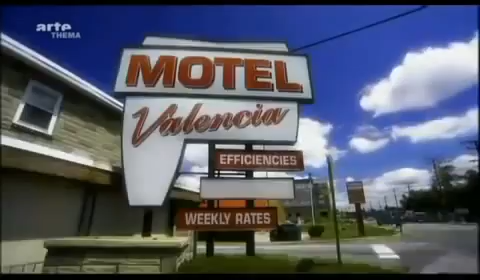 arte
THEMA
MOTEL
Valencia
EFFICIENCIES
WEEKLY RATES